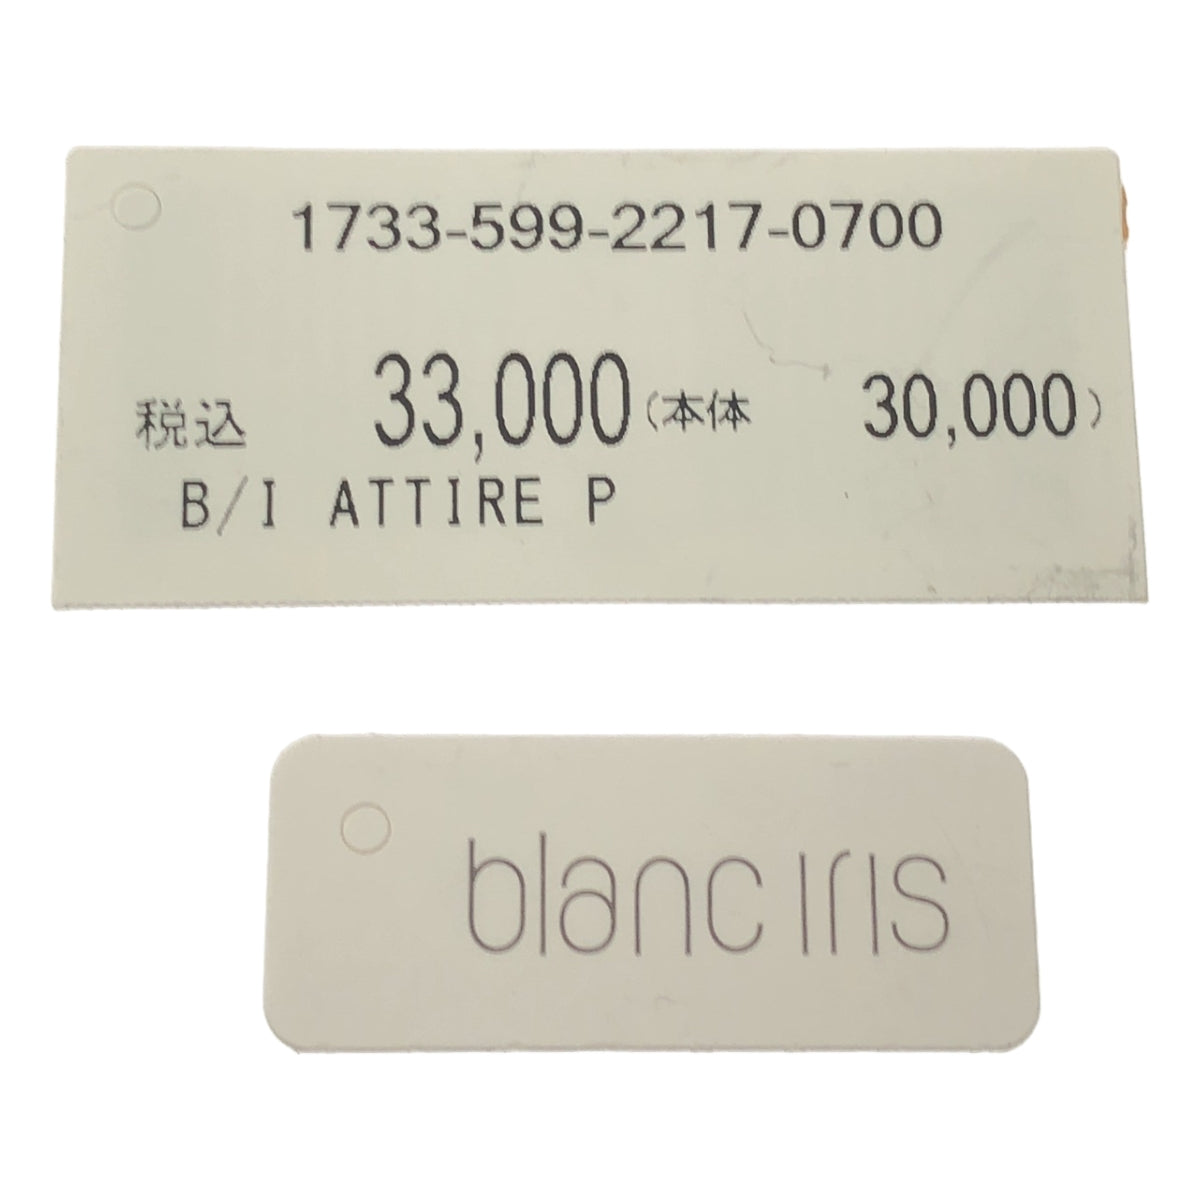 1733-599-2217-0700
税込 33,000(本体 30,000)
B/I ATTIRE P
blanc iris